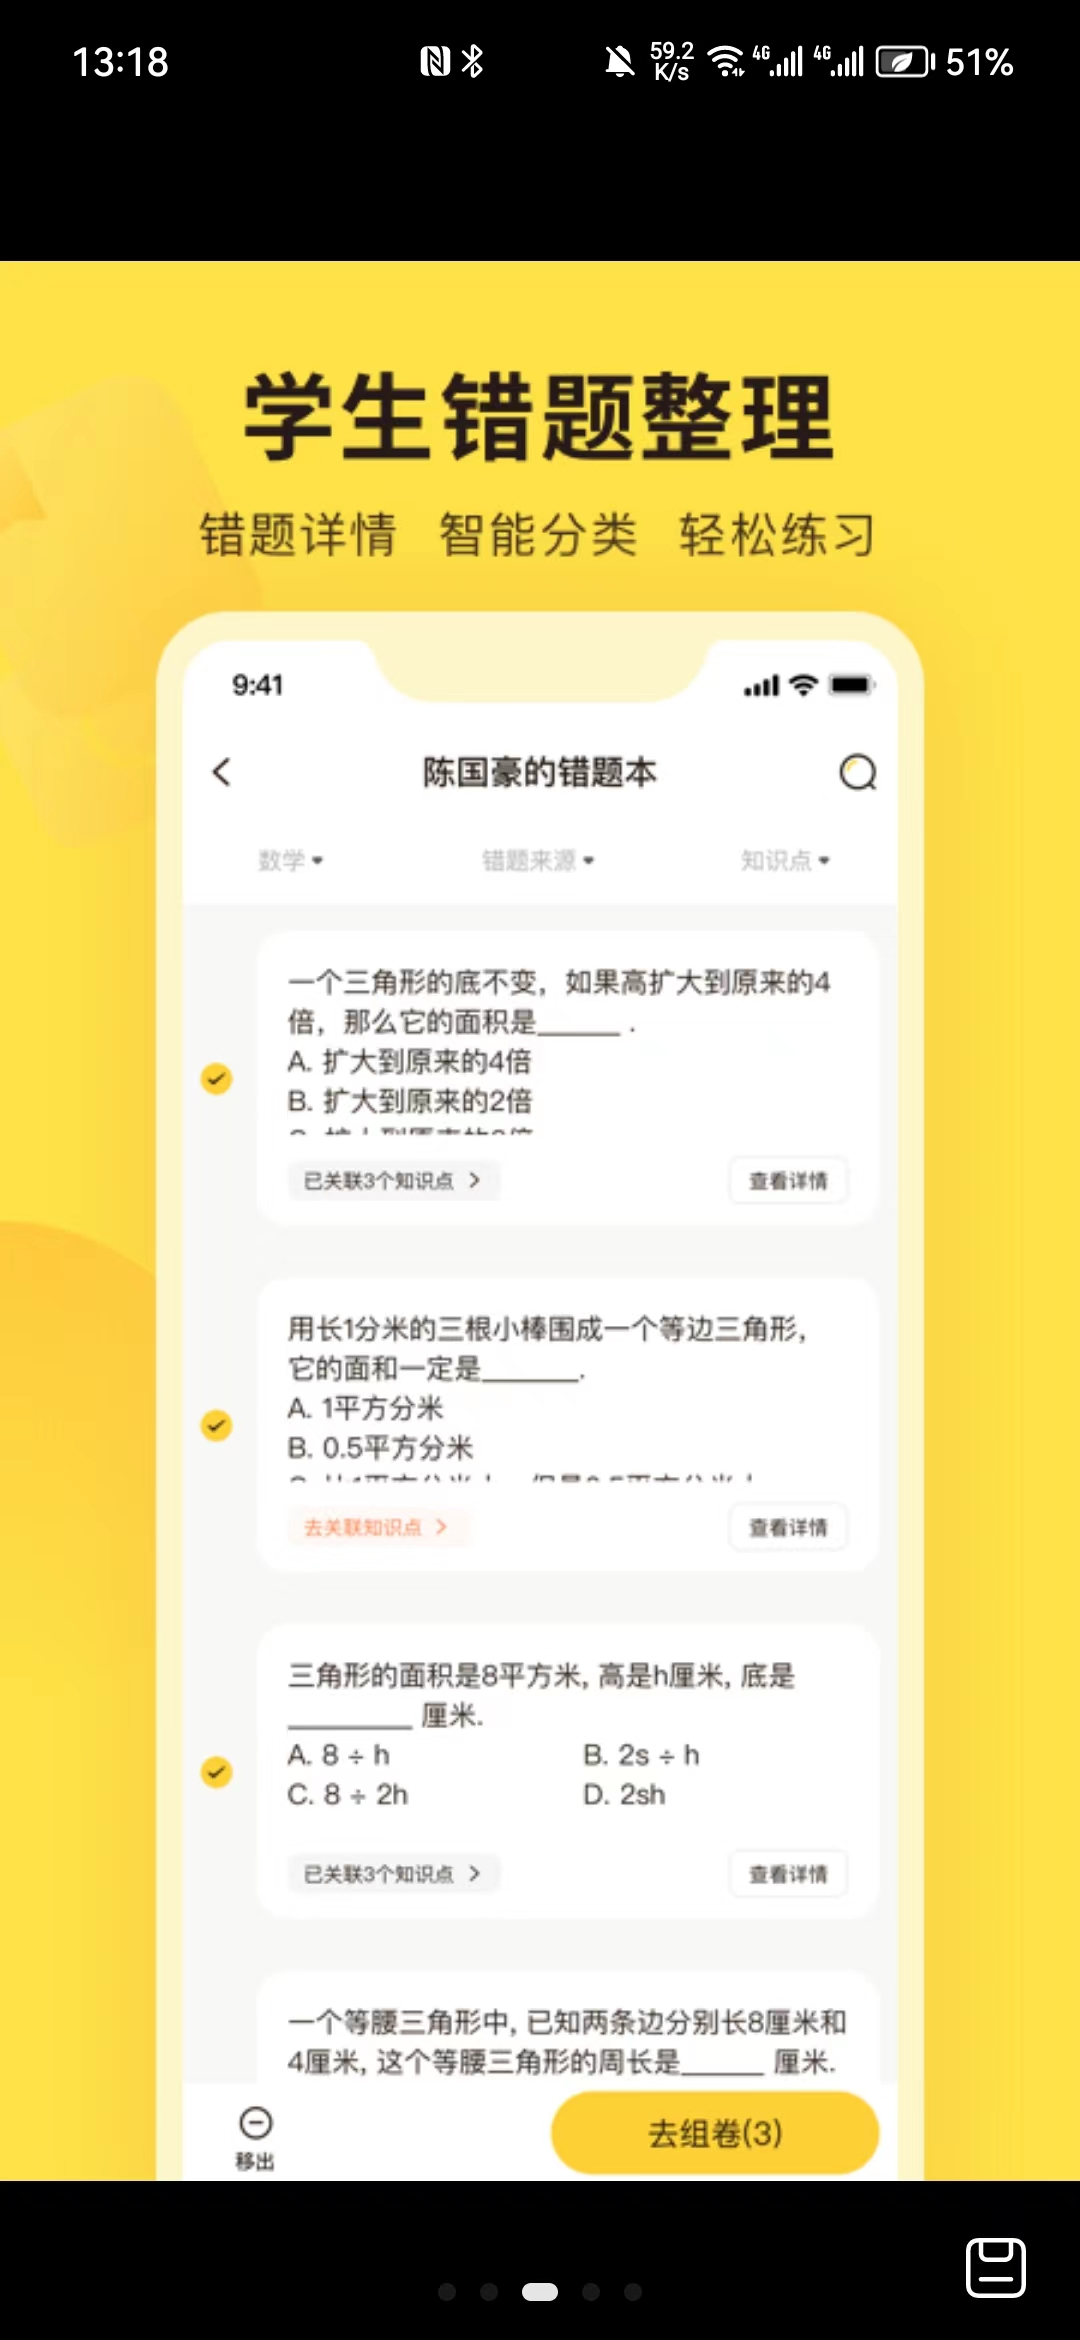 13:18
59.2
K/s
4G
4G
51%
学生错题整理
错题详情 智能分类 轻松练习
9:41
陈国豪的错题本
数学
错题来源
知识点
一个三角形的底不变，如果高扩大到原来的4
倍，那么它的面积是______ .
A. 扩大到原来的4倍
B. 扩大到原来的2倍
已关联3个知识点 >
查看详情
用长1分米的三根小棒围成一个等边三角形，
它的面和一定是_______.
A. 1平方分米
B. 0.5平方分米
去关联知识点 >
查看详情
三角形的面积是8平方米, 高是h厘米, 底是
_________ 厘米.
A. 8 ÷ h B. 2s ÷ h
C. 8 ÷ 2h D. 2sh
已关联3个知识点 >
查看详情
一个等腰三角形中, 已知两条边分别长8厘米和
4厘米, 这个等腰三角形的周长是______ 厘米.
移出
去组卷(3)